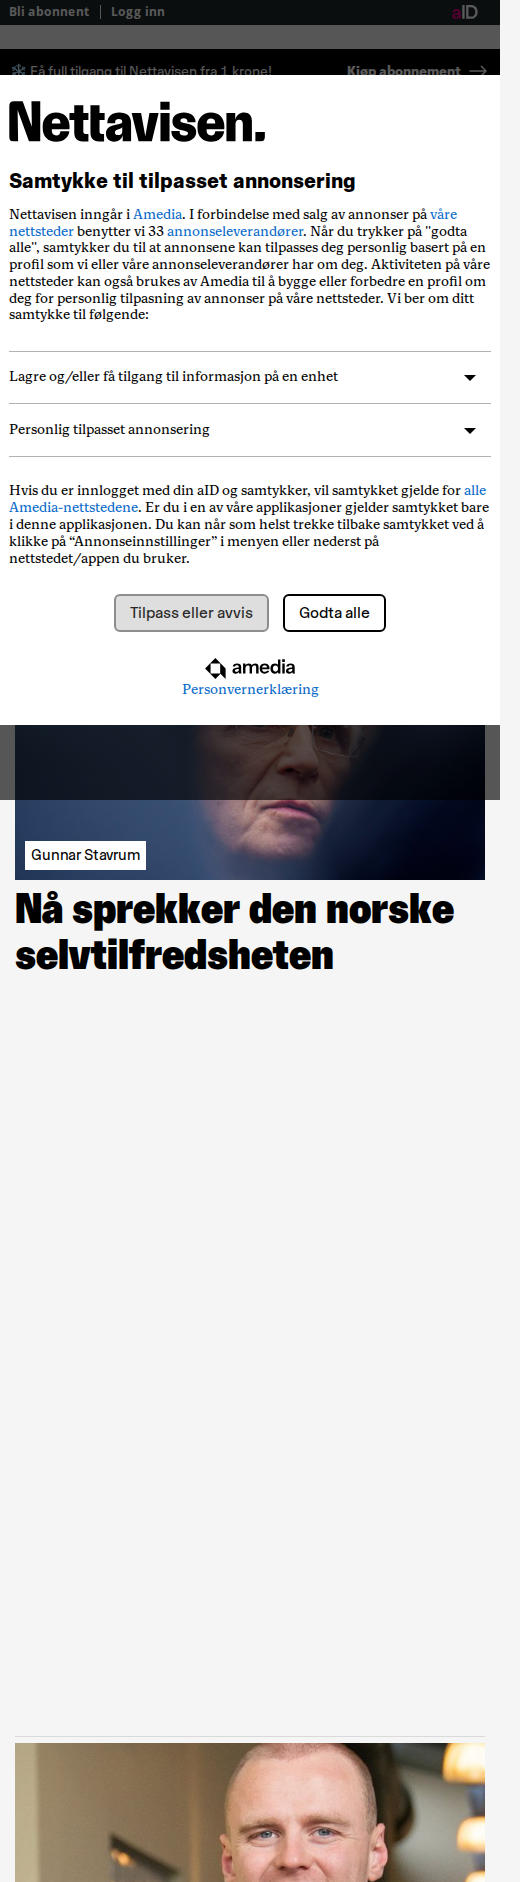 Bli abonnent | Logg inn
aID
Få full tilgang til Nettavisen fra 1 krone!
Kjøp abonnement
Nettavisen.
Samtykke til tilpasset annonsering
Nettavisen inngår i Amedia. I forbindelse med salg av annonser på våre
nettsteder benytter vi 33 annonseleverandører. Når du trykker på "godta
alle", samtykker du til at annonsene kan tilpasses deg personlig basert på en
profil som vi eller våre annonseleverandører har om deg. Aktiviteten på våre
nettsteder kan også brukes av Amedia til å bygge eller forbedre en profil om
deg for personlig tilpasning av annonser på våre nettsteder. Vi ber om ditt
samtykke til følgende:
Lagre og/eller få tilgang til informasjon på en enhet
Personlig tilpasset annonsering
Hvis du er innlogget med din aID og samtykker, vil samtykket gjelde for alle
Amedia-nettstedene. Er du i en av våre applikasjoner gjelder samtykket bare
i denne applikasjonen. Du kan når som helst trekke tilbake samtykket ved å
klikke på “Annonseinnstillinger” i menyen eller nederst på
nettstedet/appen du bruker.
Tilpass eller avvis
Godta alle
amedia
Personvernerklæring
Gunnar Stavrum
Nå sprekker den norske
selvtilfredsheten